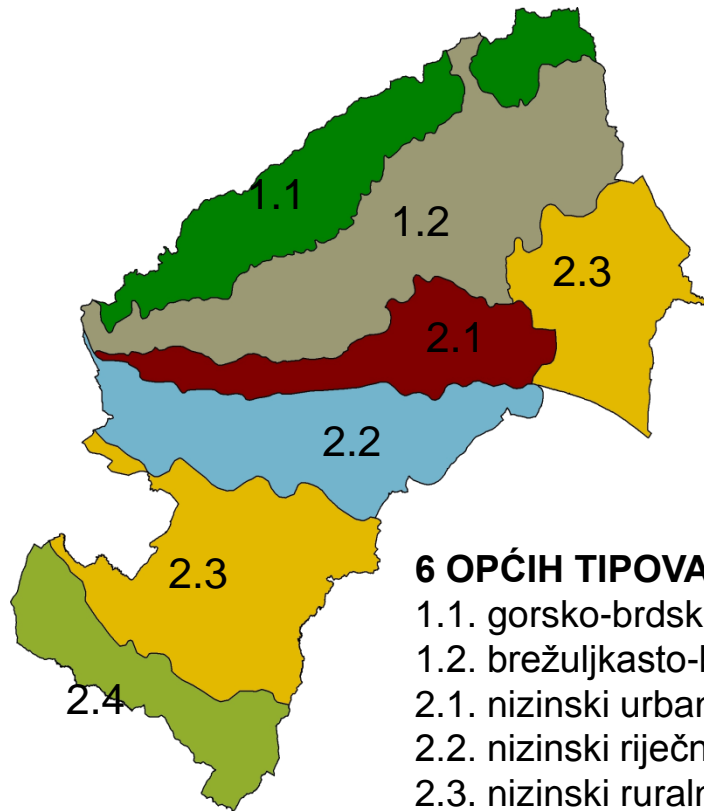 1.1
1.2
2.3
2.1
2.2
2.3
2.4
6 OPĆIH TIPOVA
1.1. gorsko-brdsk
1.2. brežuljkasto-
2.1. nizinski urban
2.2. nizinski riječn
2.3. nizinski ruraln